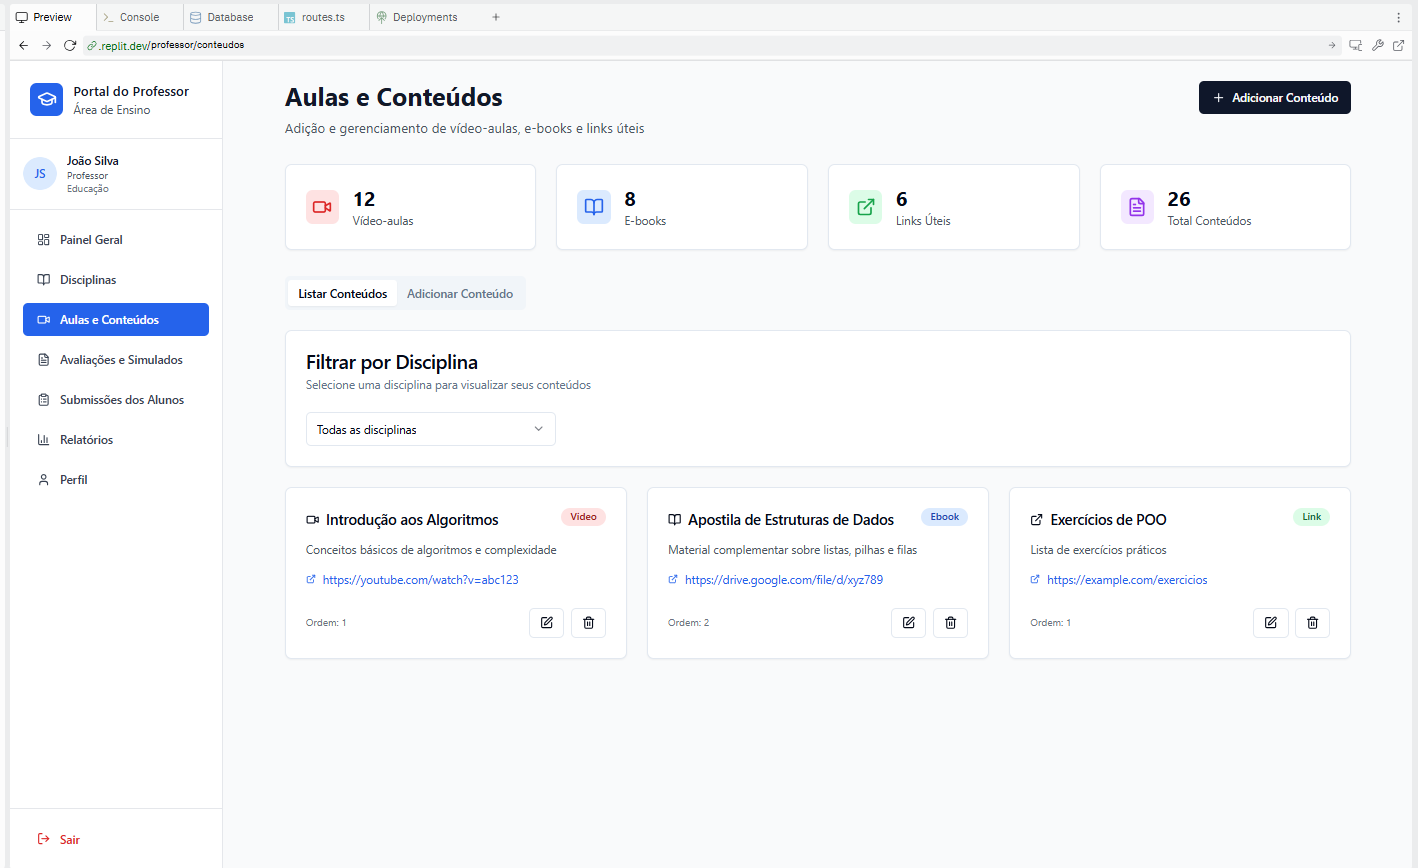 Preview
Console
Database
routes.ts
Deployments
.replit.dev/professor/conteudos
Portal do Professor
Área de Ensino
JS
João Silva
Professor
Educação
Painel Geral
Disciplinas
Aulas e Conteúdos
Avaliações e Simulados
Submissões dos Alunos
Relatórios
Perfil
Sair
Aulas e Conteúdos
Adição e gerenciamento de vídeo-aulas, e-books e links úteis
Adicionar Conteúdo
12
Vídeo-aulas
8
E-books
6
Links Úteis
26
Total Conteúdos
Listar Conteúdos
Adicionar Conteúdo
Filtrar por Disciplina
Selecione uma disciplina para visualizar seus conteúdos
Todas as disciplinas
Introdução aos Algoritmos
Vídeo
Conceitos básicos de algoritmos e complexidade
https://youtube.com/watch?v=abc123
Ordem: 1
Apostila de Estruturas de Dados
Ebook
Material complementar sobre listas, pilhas e filas
https://drive.google.com/file/d/xyz789
Ordem: 2
Exercícios de POO
Link
Lista de exercícios práticos
https://example.com/exercicios
Ordem: 1